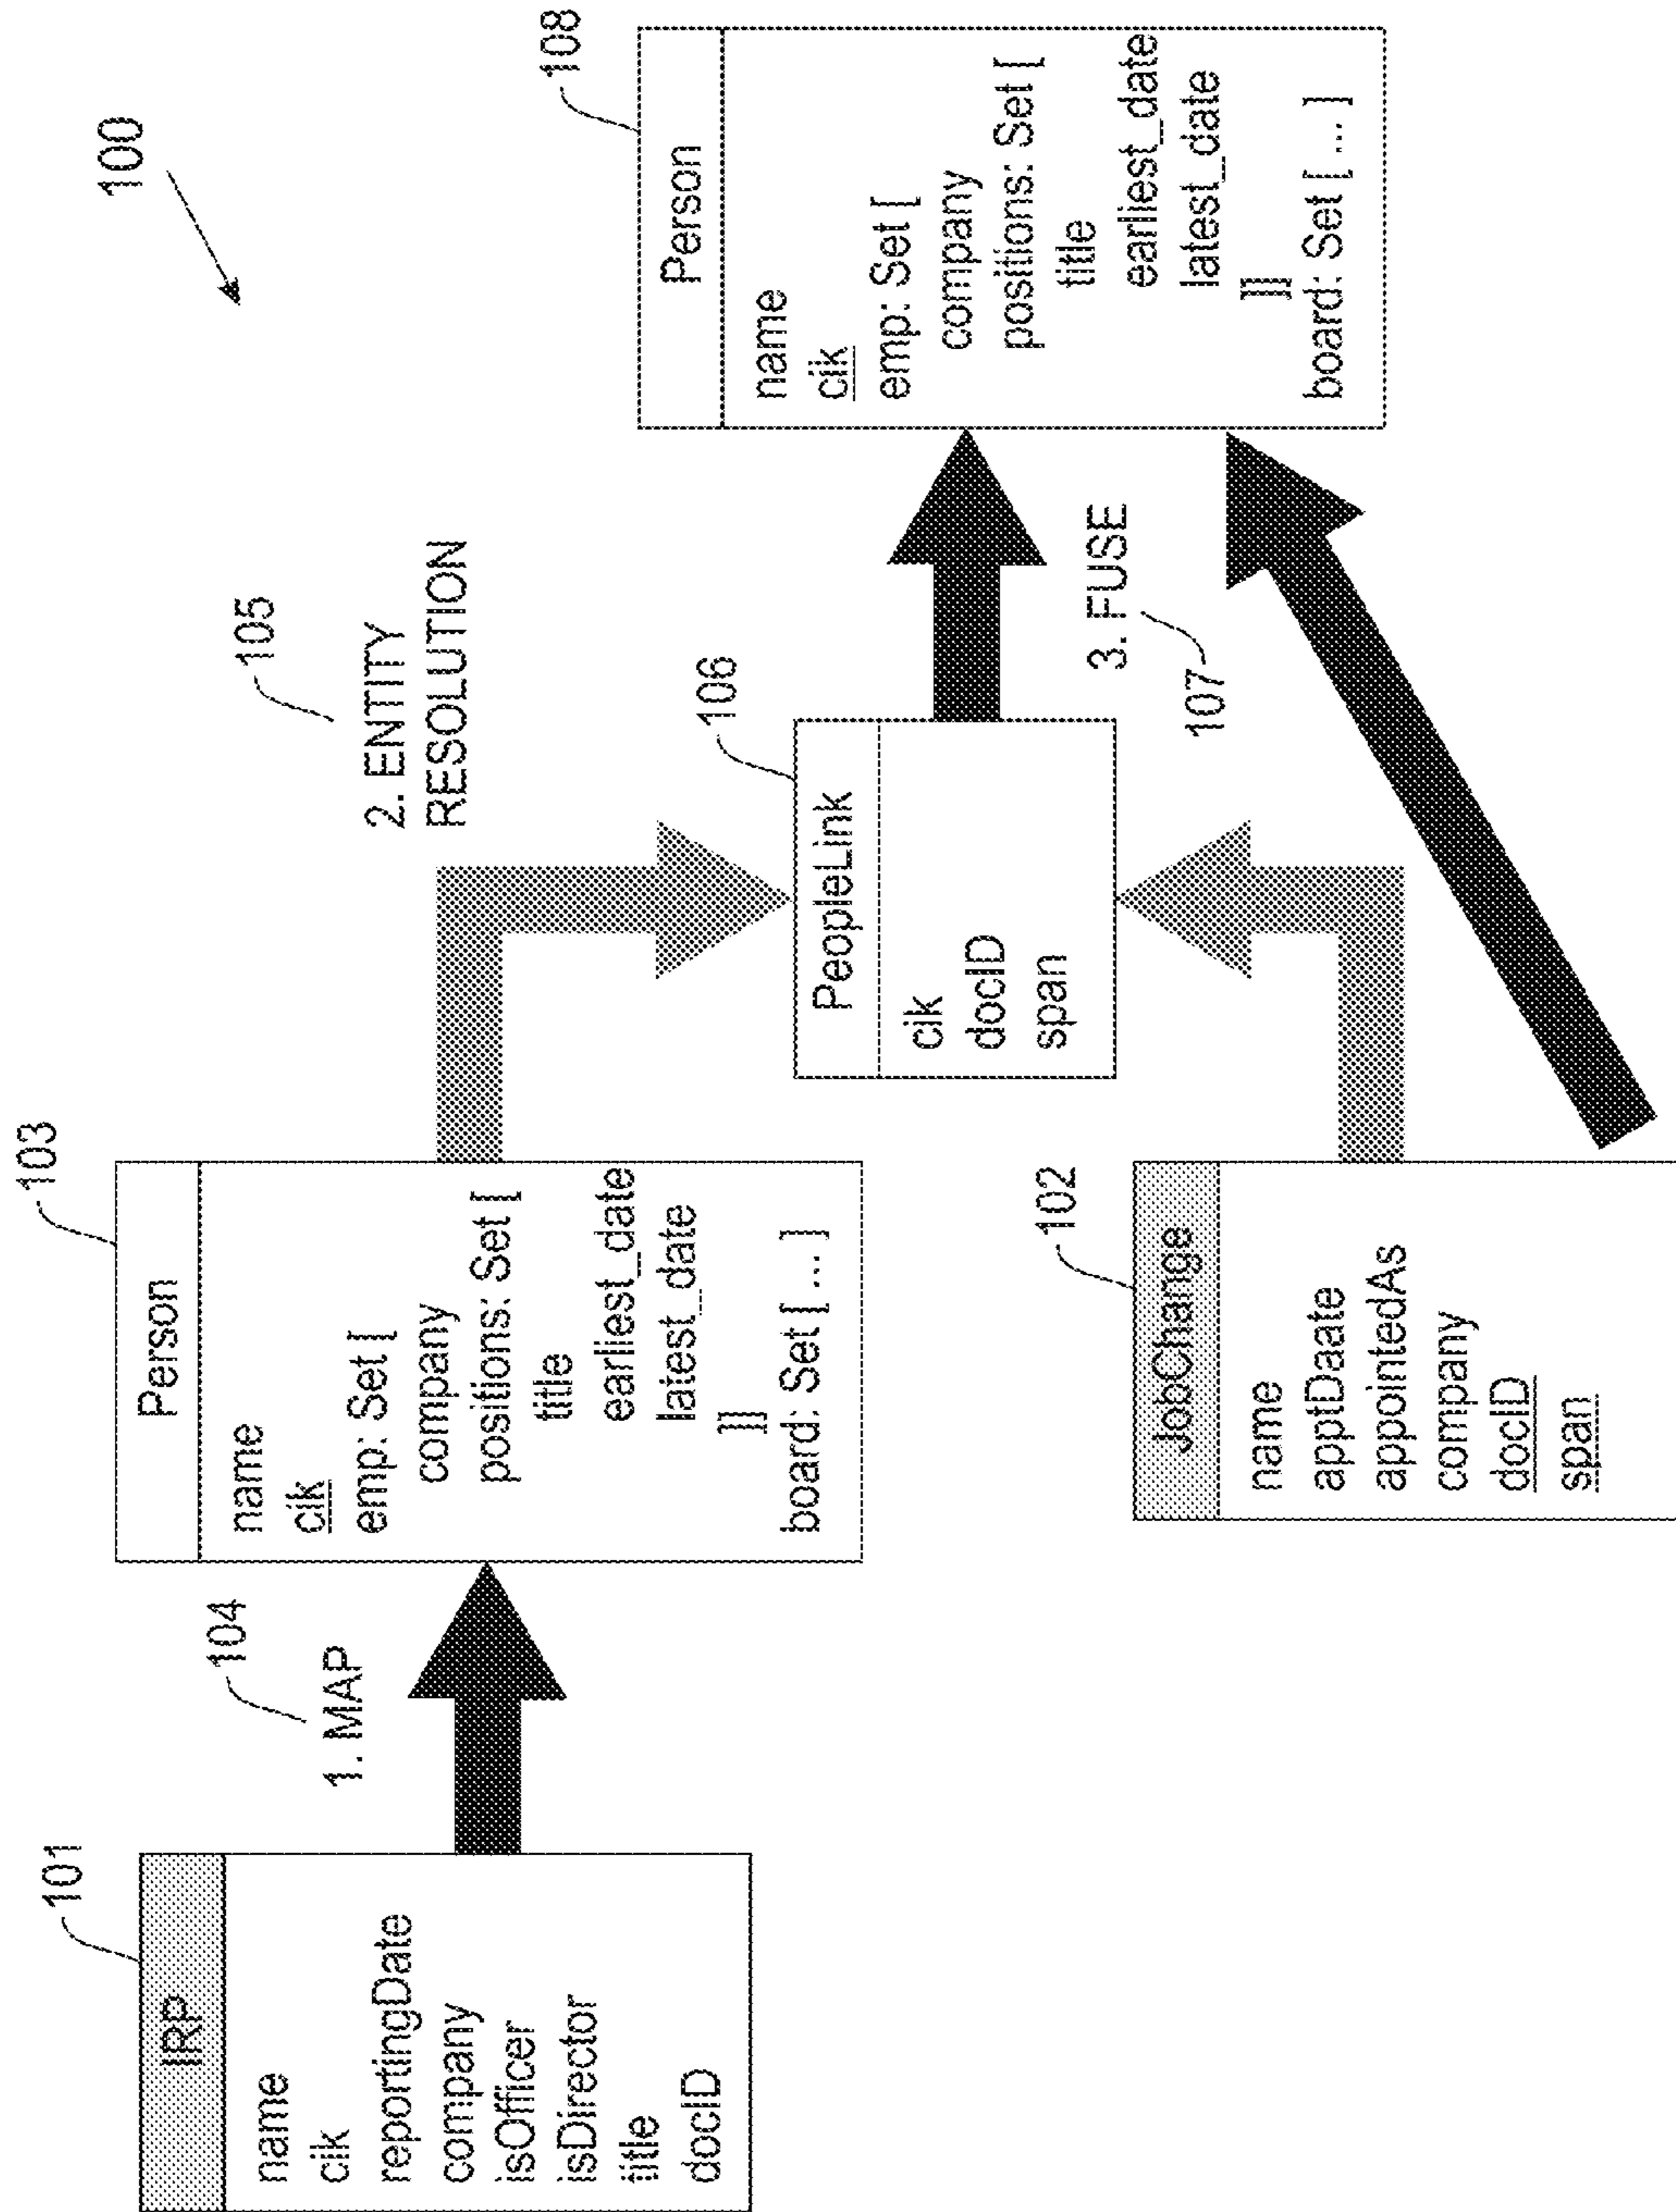 100
101
IRP
name
cik
reportingDate
company
isOfficer
isDirector
title
docID
104
1. MAP
103
Person
name
cik
emp: Set [
company
positions: Set [
title
earliest_date
latest_date
]]
board: Set [ ... ]
105
2. ENTITY
RESOLUTION
102
JobChange
name
apptDaate
appointedAs
company
docID
span
106
PeopleLink
cik
docID
span
3. FUSE
107
108
Person
name
cik
emp: Set [
company
positions: Set [
title
earliest_date
latest_date
]]
board: Set [ ... ]